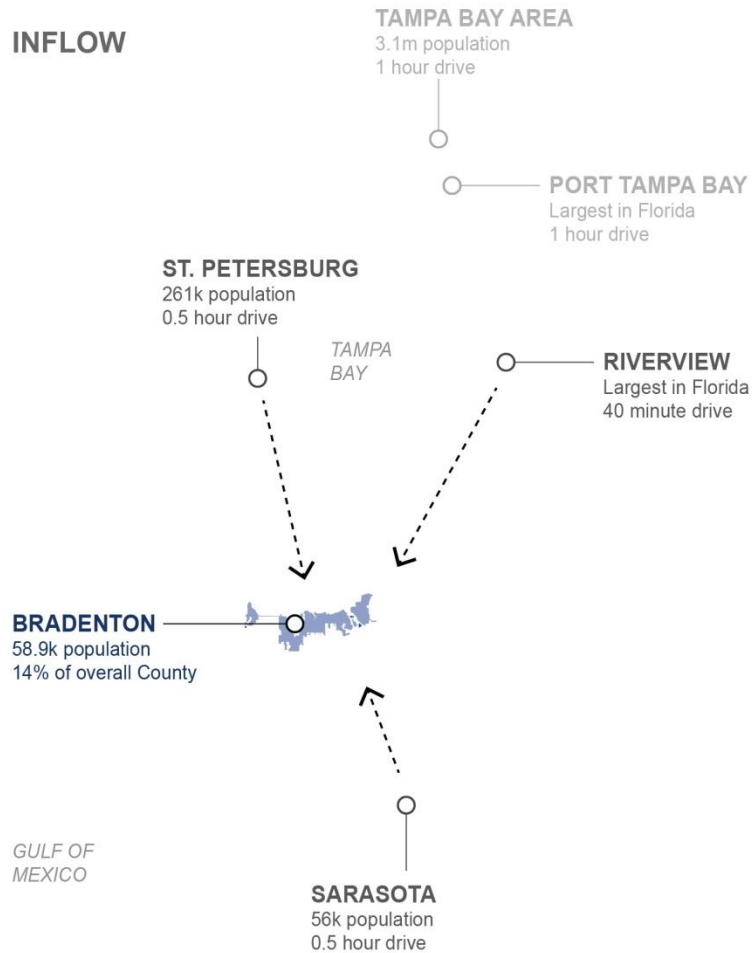 INFLOW
TAMPA BAY AREA
3.1m population
1 hour drive
PORT TAMPA BAY
Largest in Florida
1 hour drive
ST. PETERSBURG
261k population
0.5 hour drive
TAMPA
BAY
RIVERVIEW
Largest in Florida
40 minute drive
BRADENTON
58.9k population
14% of overall County
GULF OF
MEXICO
SARASOTA
56k population
0.5 hour drive